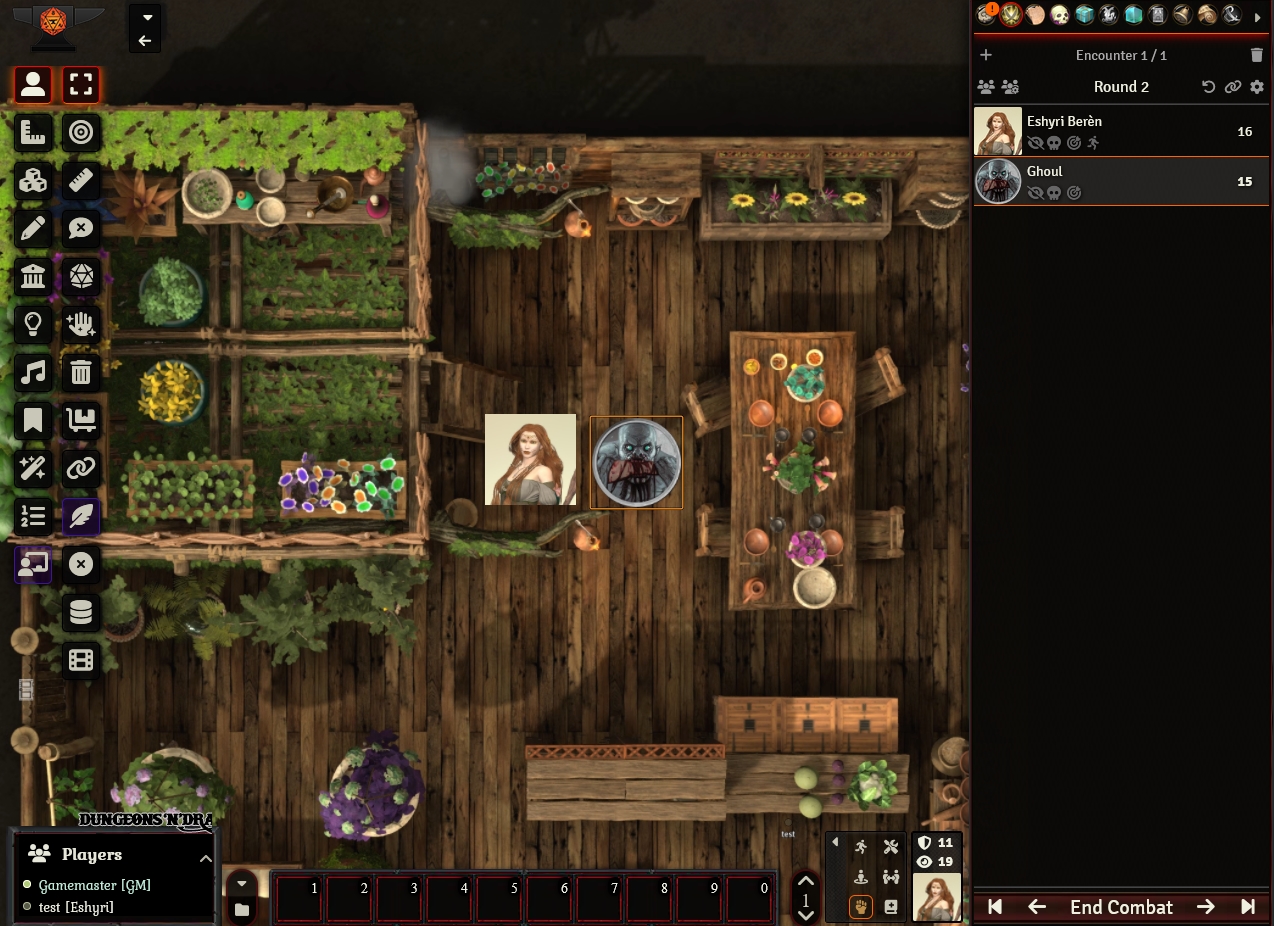 Encounter 1 / 1
Round 2
Eshyri Berèn
16
Ghoul
15
DUNGEONS 'N' DRA
Players
Gamemaster [GM]
test [Eshyri]
1 2 3 4 5 6 7 8 9 0
1
test
11
19
End Combat